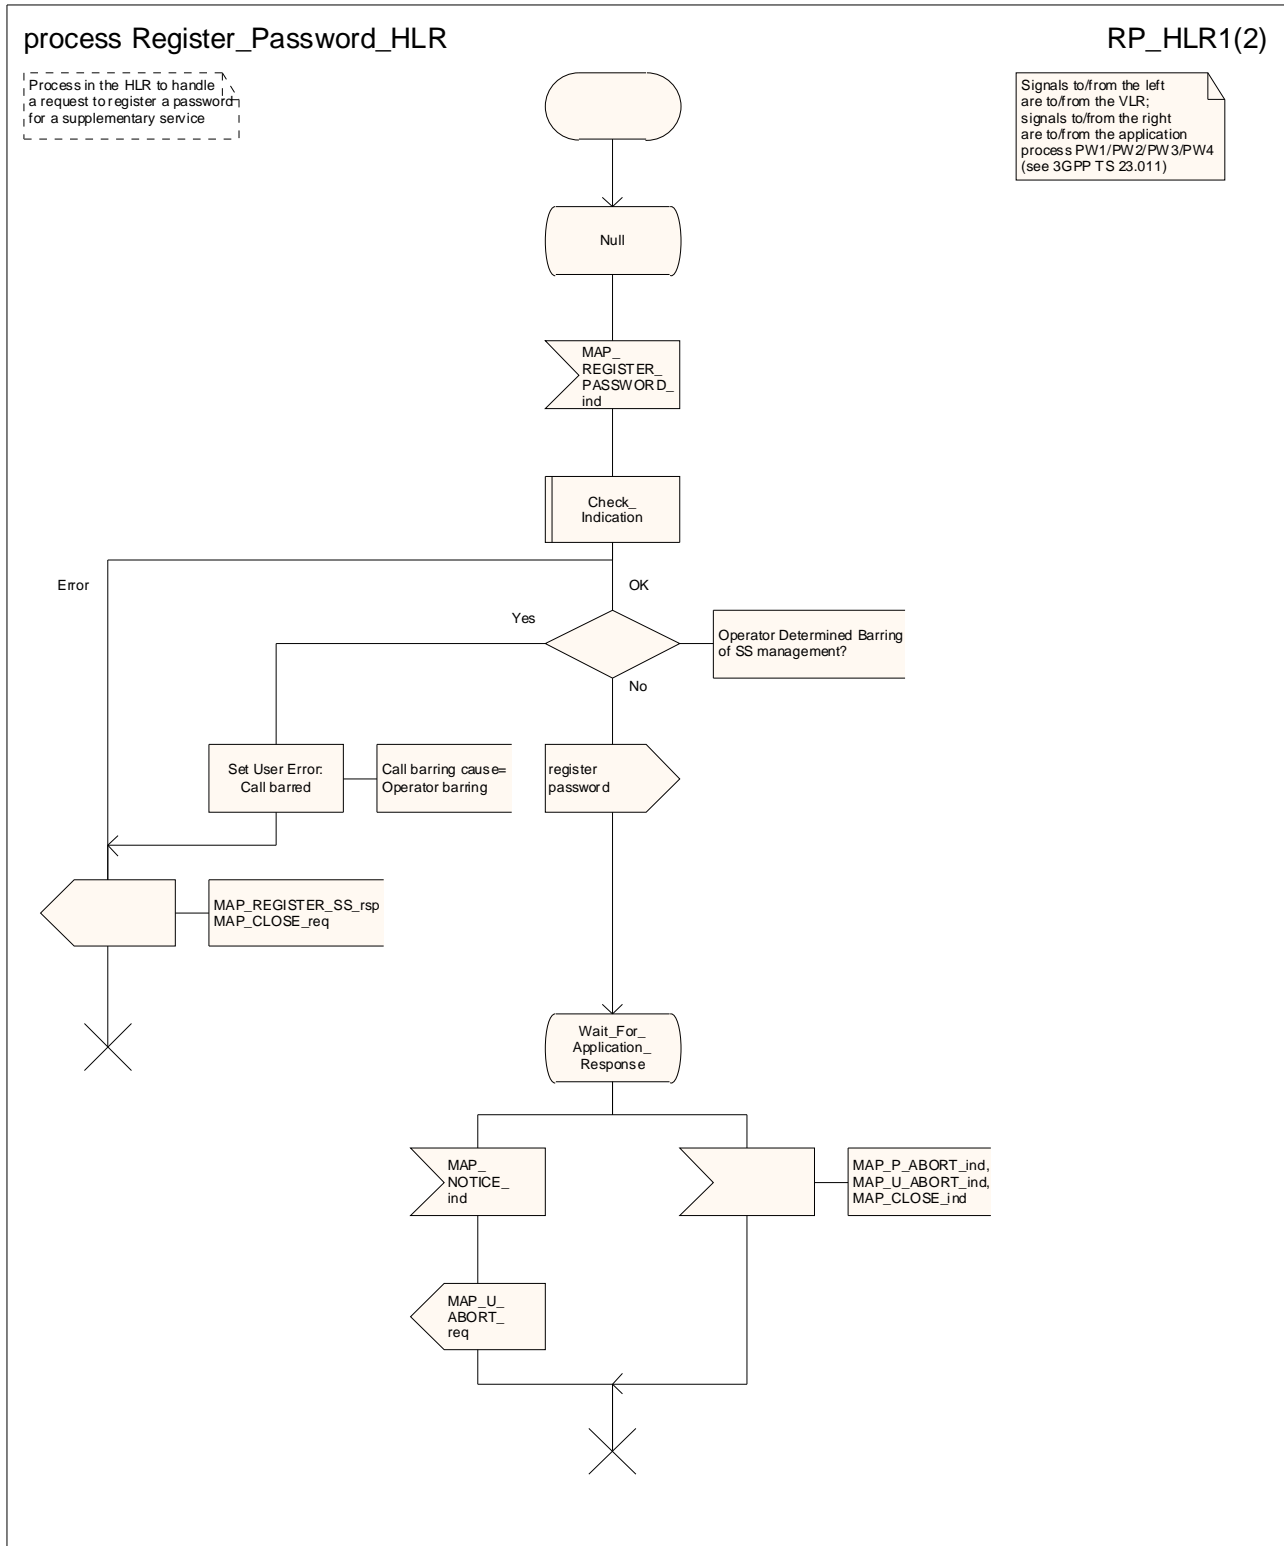 process Register_Password_HLR
RP_HLR1(2)
Process in the HLR to handle
a request to register a password
for a supplementary service
Signals to/from the left
are to/from the VLR;
signals to/from the right
are to/from the application
process PW1/PW2/PW3/PW4
(see 3GPP TS 23.011)
Null
MAP_
REGISTER_
PASSWORD_
ind
Check_
Indication
Error
OK
Yes
Operator Determined Barring
of SS management?
No
Set User Error:
Call barred
Call barring cause=
Operator barring
register
password
MAP_REGISTER_SS_rsp
MAP_CLOSE_req
Wait_For_
Application_
Response
MAP_
NOTICE_
ind
MAP_P_ABORT_ind,
MAP_U_ABORT_ind,
MAP_CLOSE_ind
MAP_U_
ABORT_
req